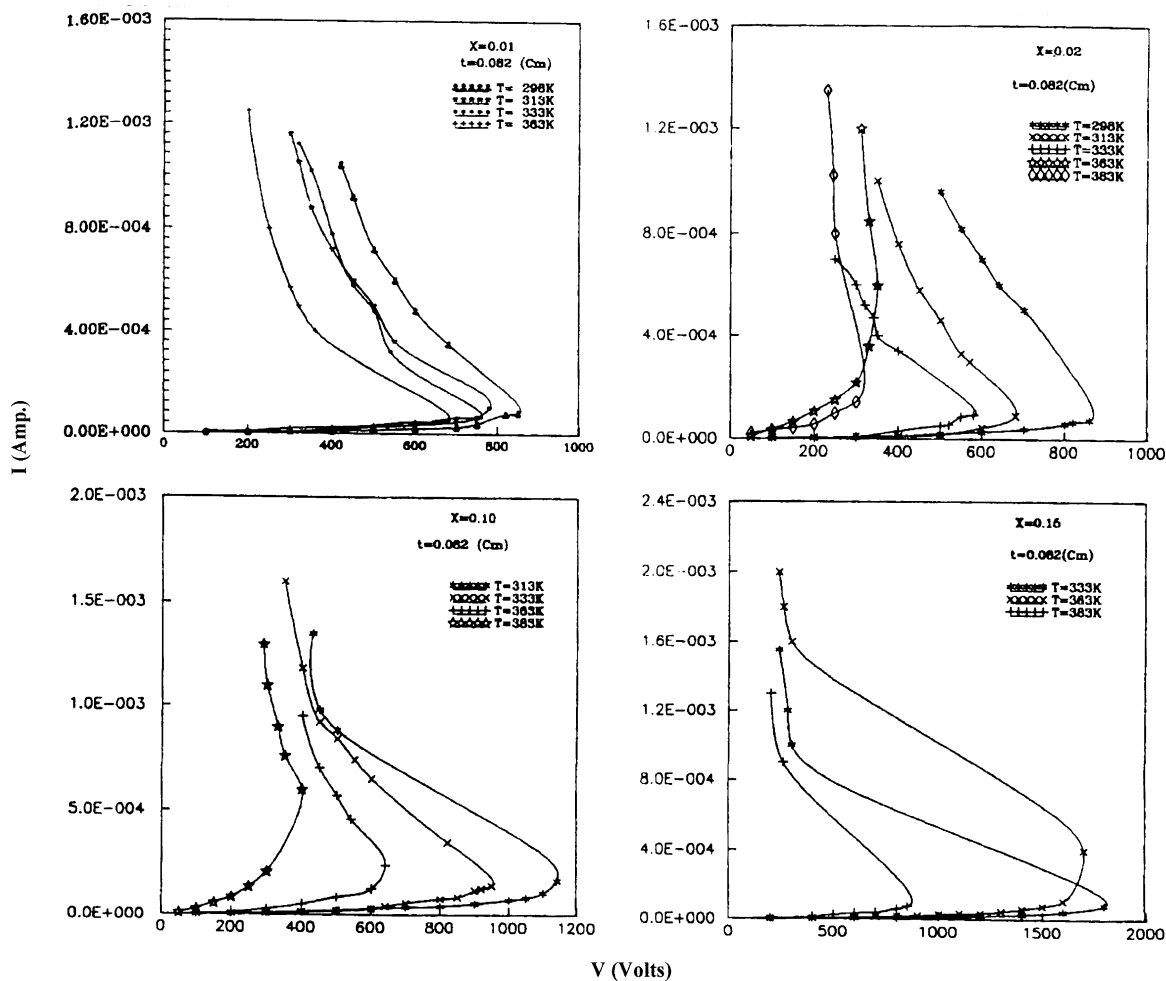 1.60E-003
X=0.01
t=0.082 (Cm)
T= 298K
T= 313K
T= 333K
T= 363K
1.20E-003
8.00E-004
4.00E-004
0.00E+000
0 200 400 600 800 1000
1.6E-003
X=.0.02
t=0.082(Cm)
T=298K
T=313K
T=333K
T=363K
T=383K
1.2E-003
8.0E-004
4.0E-004
0.0E+000
0 200 400 600 800 1000
I (Amp.)
2.0E-003
X=0.10
t=0.082 (Cm)
T=313K
T=333K
T=363K
T=383K
1.5E-003
1.0E-003
5.0E-004
0.0E+000
0 200 400 600 800 1000 1200
2.4E-003
X=0.15
t=0.082(Cm)
T=333K
T=363K
T=383K
2.0E-003
1.6E-003
1.2E-003
8.0E-004
4.0E-004
0.0E+000
0 500 1000 1500 2000
V (Volts)